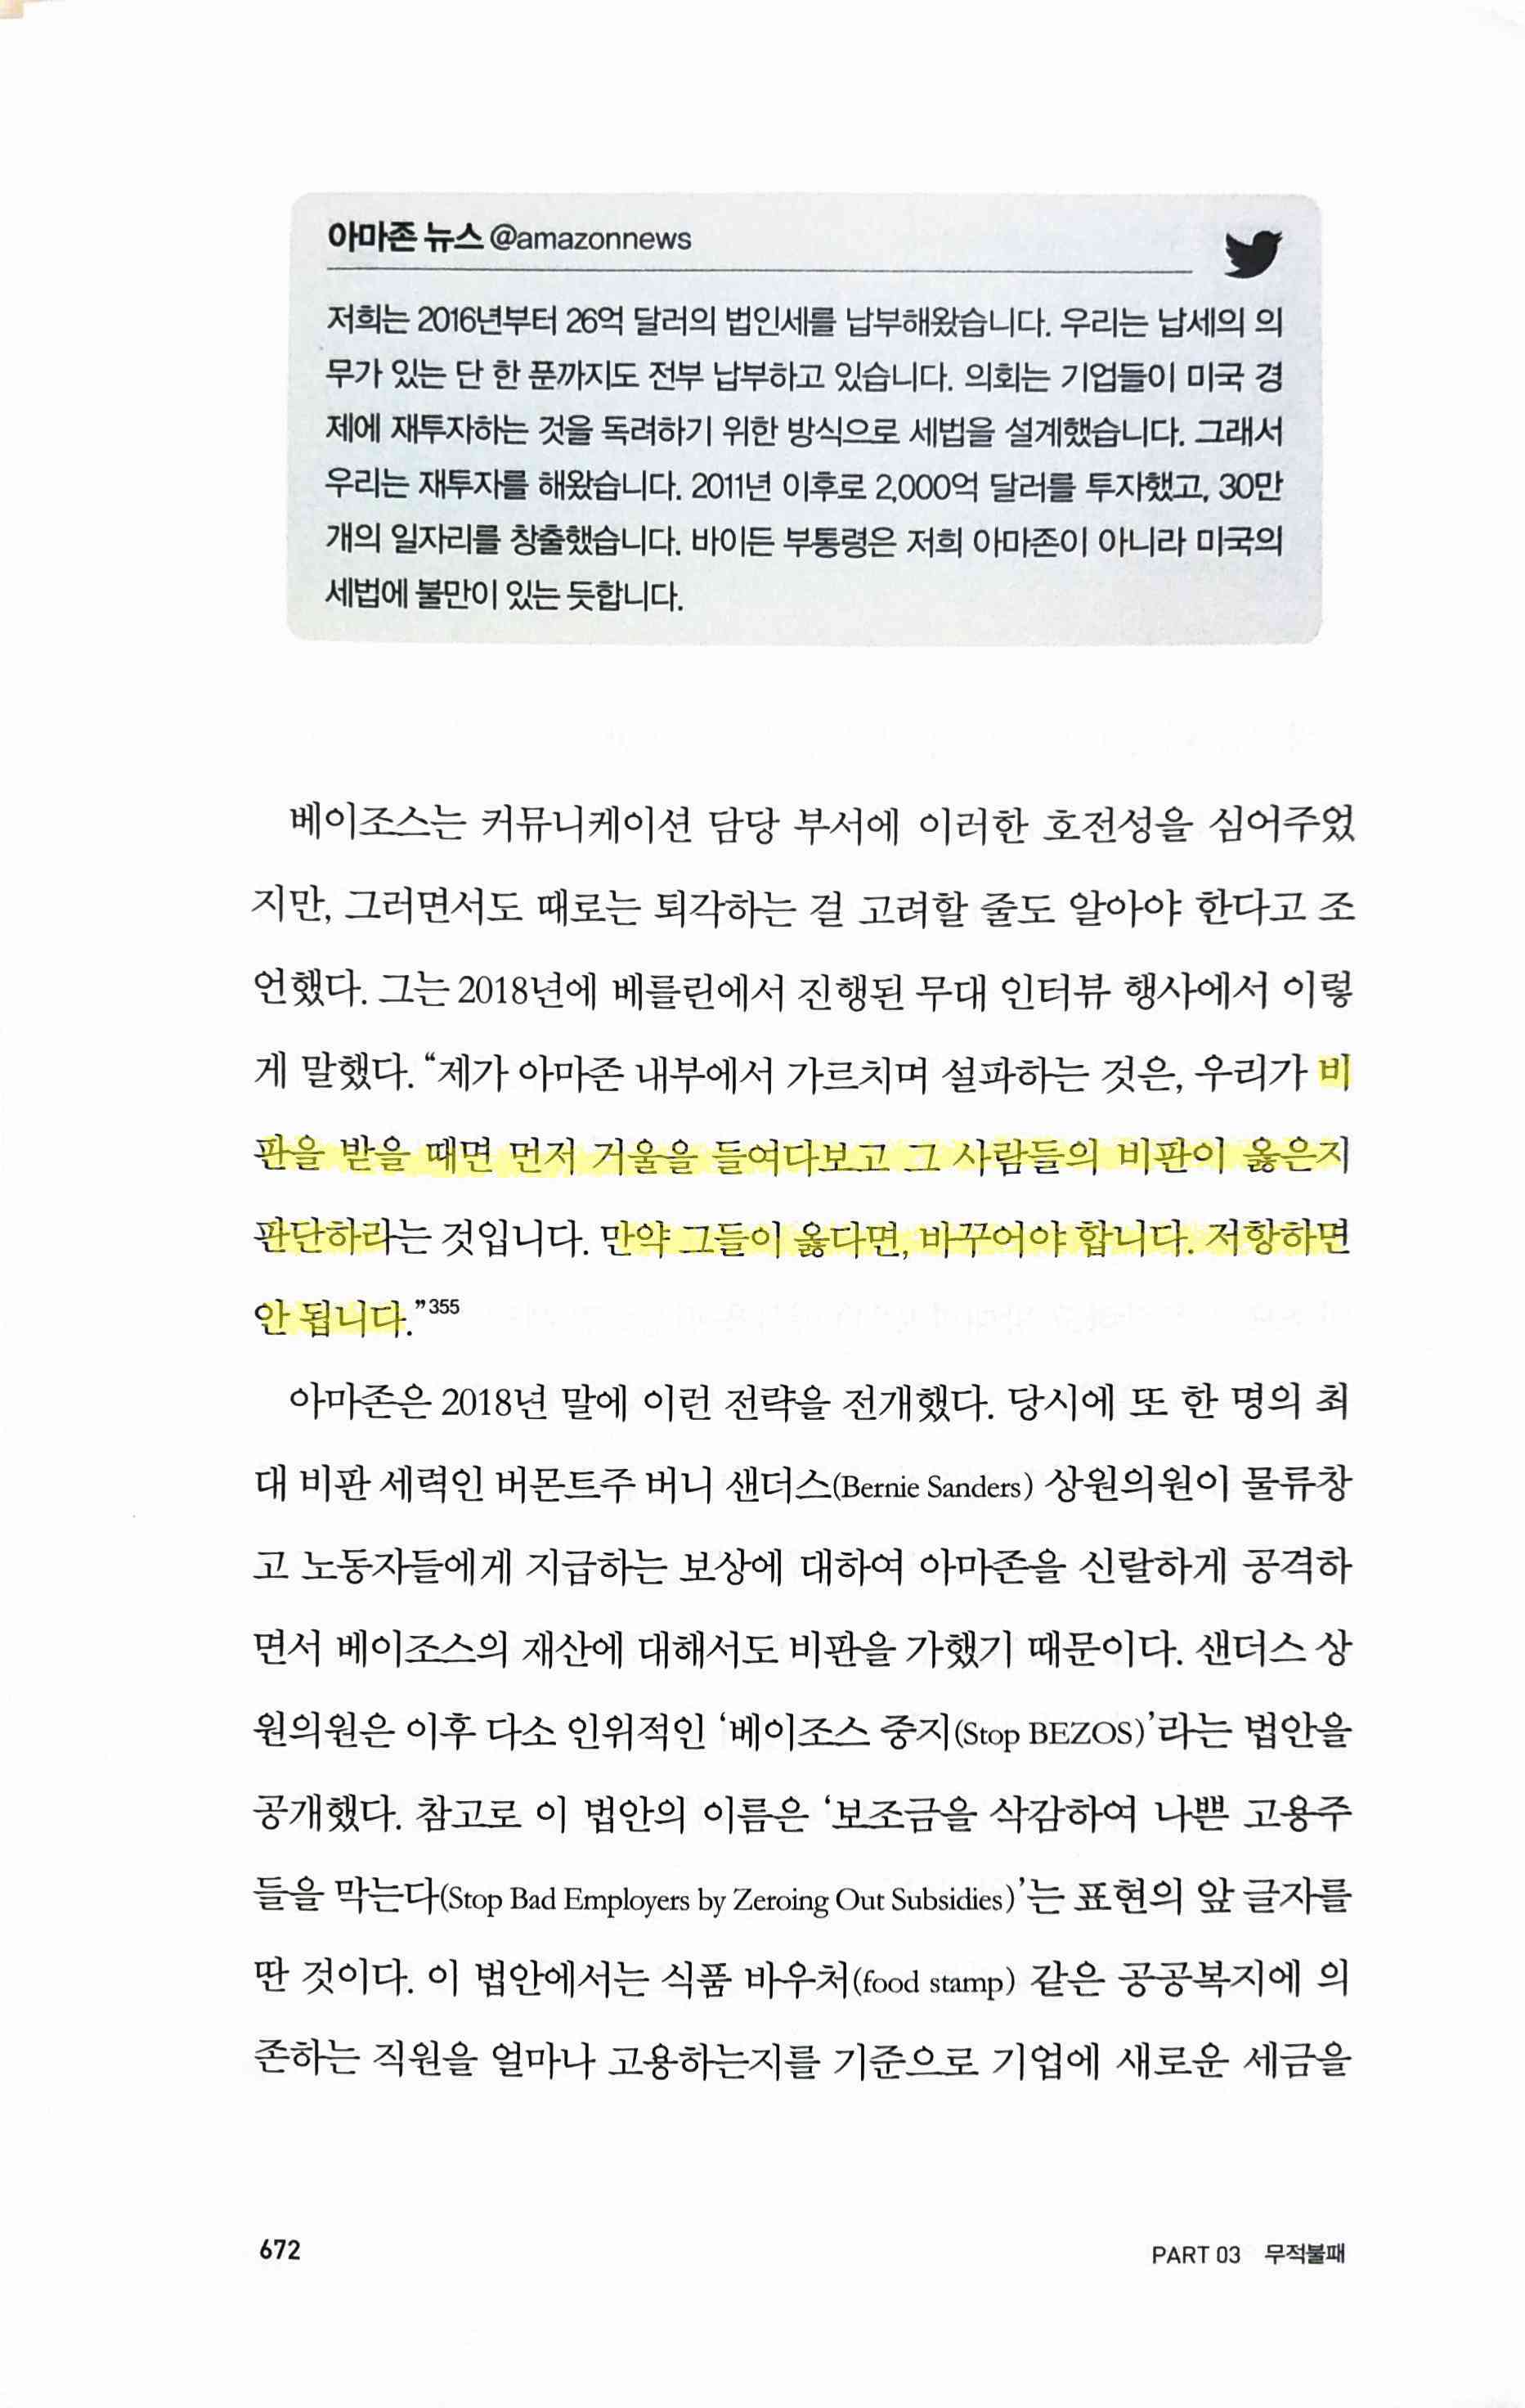 아마존 뉴스 @amazonnews
저희는 2016년부터 26억 달러의 법인세를 납부해왔습니다. 우리는 납세의 의
무가 있는 단 한 푼까지도 전부 납부하고 있습니다. 의회는 기업들이 미국 경
제에 재투자하는 것을 독려하기 위한 방식으로 세법을 설계했습니다. 그래서
우리는 재투자를 해왔습니다. 2011년 이후로 2,000억 달러를 투자했고, 30만
개의 일자리를 창출했습니다. 바이든 부통령은 저희 아마존이 아니라 미국의
세법에 불만이 있는 듯합니다.
베이조스는 커뮤니케이션 담당 부서에 이러한 호전성을 심어주었
지만, 그러면서도 때로는 퇴각하는 걸 고려할 줄도 알아야 한다고 조
언했다. 그는 2018년에 베를린에서 진행된 무대 인터뷰 행사에서 이렇
게 말했다. “제가 아마존 내부에서 가르치며 설파하는 것은, 우리가 비
판을 받을 때면 먼저 거울을 들여다보고 그 사람들의 비판이 옳은지
판단하라는 것입니다. 만약 그들이 옳다면, 바꾸어야 합니다. 저항하면
안 됩니다.”355
아마존은 2018년 말에 이런 전략을 전개했다. 당시에 또 한 명의 최
대 비판 세력인 버몬트주 버니 샌더스(Bernie Sanders) 상원의원이 물류창
고 노동자들에게 지급하는 보상에 대하여 아마존을 신랄하게 공격하
면서 베이조스의 재산에 대해서도 비판을 가했기 때문이다. 샌더스 상
원의원은 이후 다소 인위적인 ‘베이조스 중지(Stop BEZOS)’라는 법안을
공개했다. 참고로 이 법안의 이름은 ‘보조금을 삭감하여 나쁜 고용주
들을 막는다(Stop Bad Employers by Zeroing Out Subsidies)’는 표현의 앞 글자를
딴 것이다. 이 법안에서는 식품 바우처(food stamp) 같은 공공복지에 의
존하는 직원을 얼마나 고용하는지를 기준으로 기업에 새로운 세금을
672
PART 03 무적불패